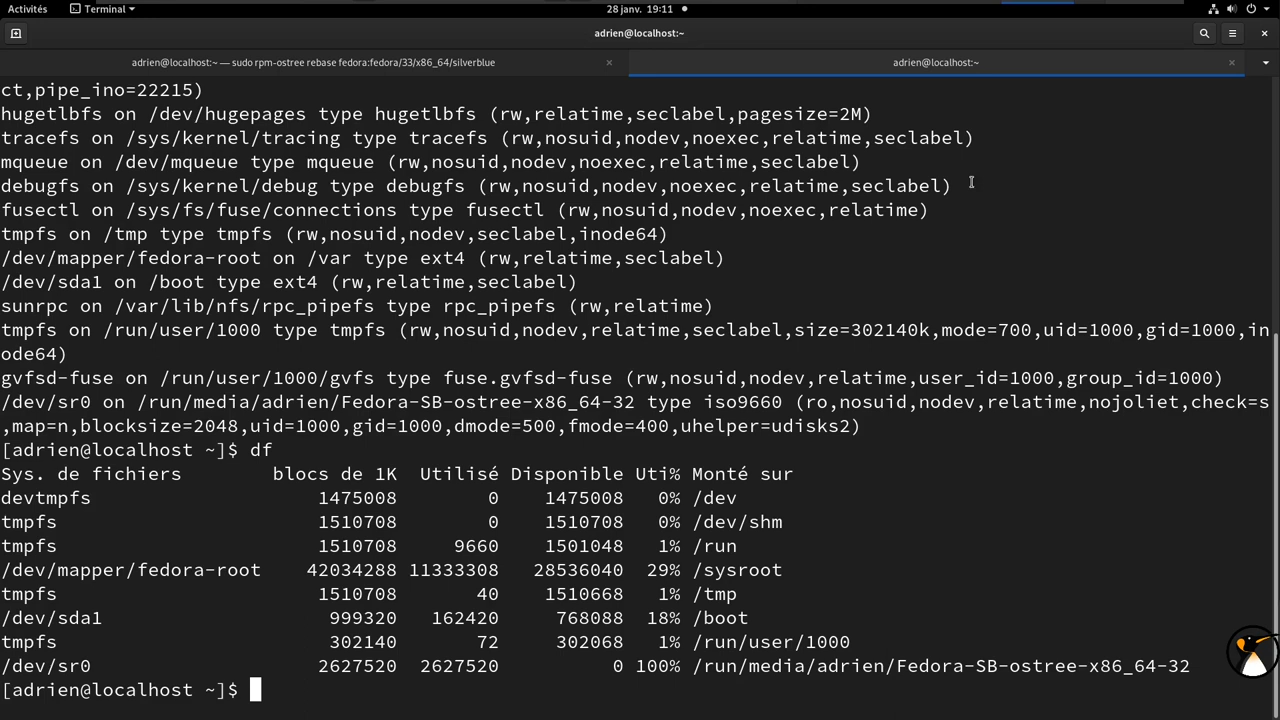 Activités
Terminal
28 janv. 19:11
adrien@localhost:~
adrien@localhost:~ — sudo rpm-ostree rebase fedora:fedora/33/x86_64/silverblue
adrien@localhost:~
ct,pipe_ino=22215)
hugetlbfs on /dev/hugepages type hugetlbfs (rw,relatime,seclabel,pagesize=2M)
tracefs on /sys/kernel/tracing type tracefs (rw,nosuid,nodev,noexec,relatime,seclabel)
mqueue on /dev/mqueue type mqueue (rw,nosuid,nodev,noexec,relatime,seclabel)
debugfs on /sys/kernel/debug type debugfs (rw,nosuid,nodev,noexec,relatime,seclabel)
fusectl on /sys/fs/fuse/connections type fusectl (rw,nosuid,nodev,noexec,relatime)
tmpfs on /tmp type tmpfs (rw,nosuid,nodev,seclabel,inode64)
/dev/mapper/fedora-root on /var type ext4 (rw,relatime,seclabel)
/dev/sda1 on /boot type ext4 (rw,relatime,seclabel)
sunrpc on /var/lib/nfs/rpc_pipefs type rpc_pipefs (rw,relatime)
tmpfs on /run/user/1000 type tmpfs (rw,nosuid,nodev,relatime,seclabel,size=302140k,mode=700,uid=1000,gid=1000,in
ode64)
gvfsd-fuse on /run/user/1000/gvfs type fuse.gvfsd-fuse (rw,nosuid,nodev,relatime,user_id=1000,group_id=1000)
/dev/sr0 on /run/media/adrien/Fedora-SB-ostree-x86_64-32 type iso9660 (ro,nosuid,nodev,relatime,nojoliet,check=s
,map=n,blocksize=2048,uid=1000,gid=1000,dmode=500,fmode=400,uhelper=udisks2)
[adrien@localhost ~]$ df
Sys. de fichiers blocs de 1K Utilisé Disponible Uti% Monté sur
devtmpfs 1475008 0 1475008 0% /dev
tmpfs 1510708 0 1510708 0% /dev/shm
tmpfs 1510708 9660 1501048 1% /run
/dev/mapper/fedora-root 42034288 11333308 28536040 29% /sysroot
tmpfs 1510708 40 1510668 1% /tmp
/dev/sda1 999320 162420 768088 18% /boot
tmpfs 302140 72 302068 1% /run/user/1000
/dev/sr0 2627520 2627520 0 100% /run/media/adrien/Fedora-SB-ostree-x86_64-32
[adrien@localhost ~]$